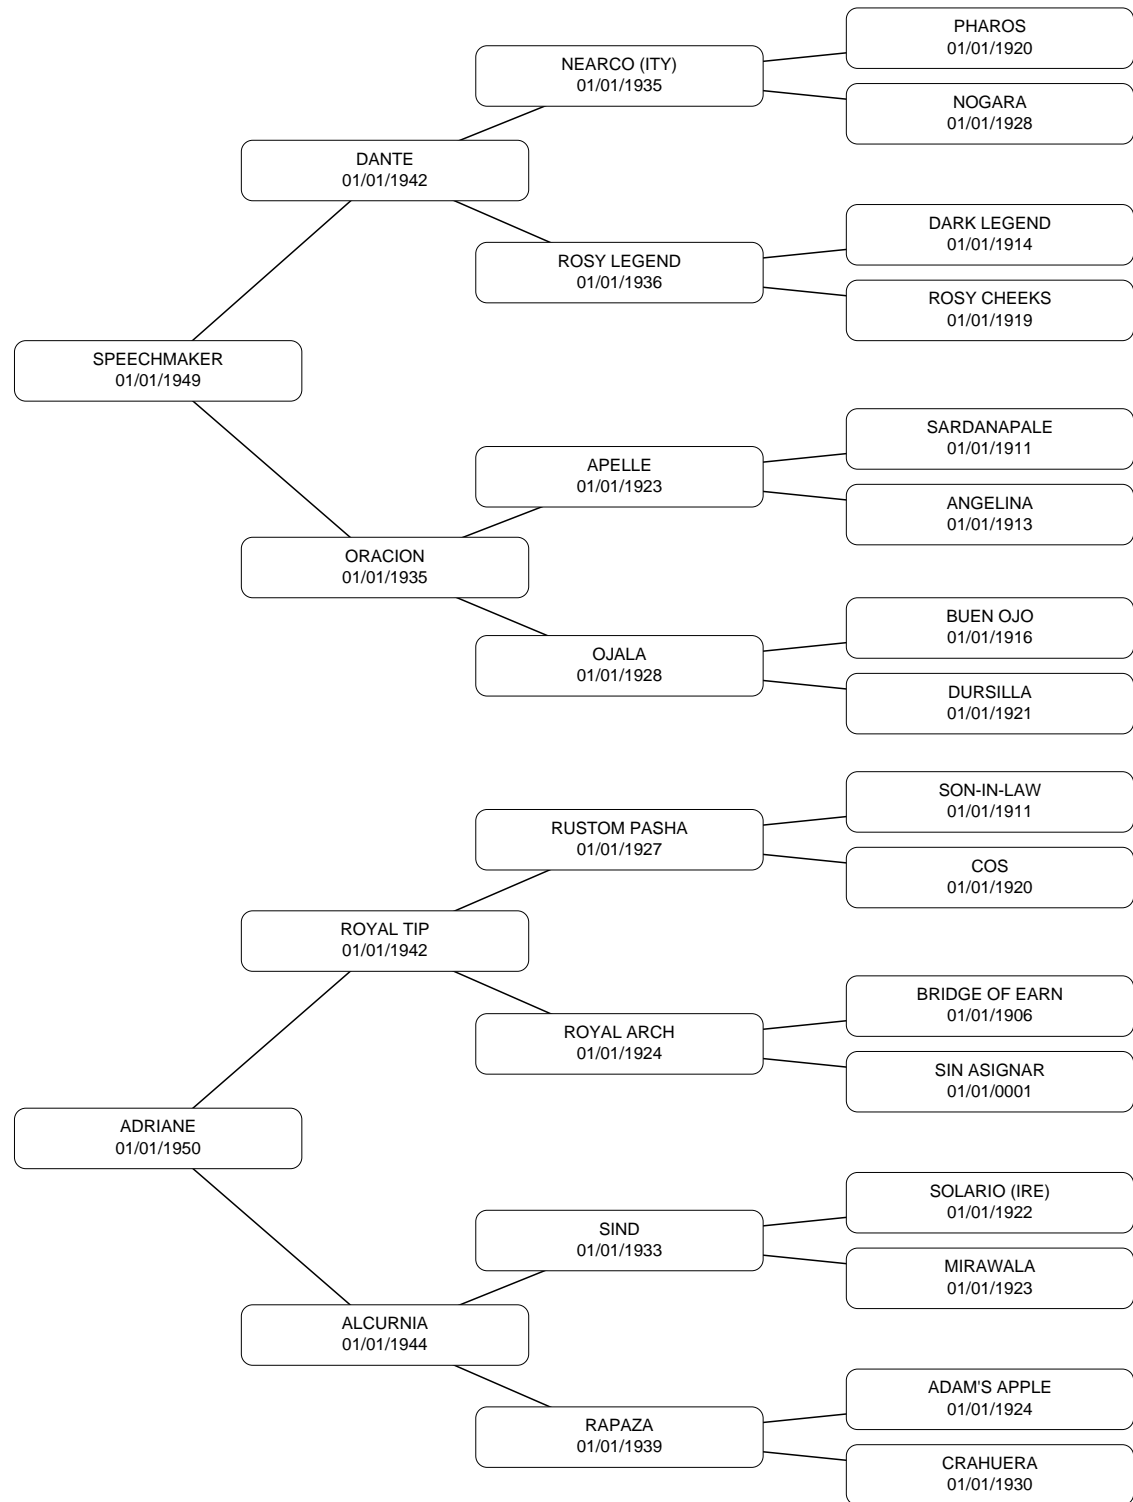 PHAROS
01/01/1920
NEARCO (ITY)
01/01/1935
NOGARA
01/01/1928
DANTE
01/01/1942
DARK LEGEND
01/01/1914
ROSY LEGEND
01/01/1936
ROSY CHEEKS
01/01/1919
SPEECHMAKER
01/01/1949
SARDANAPALE
01/01/1911
APELLE
01/01/1923
ANGELINA
01/01/1913
ORACION
01/01/1935
BUEN OJO
01/01/1916
OJALA
01/01/1928
DURSILLA
01/01/1921
SON-IN-LAW
01/01/1911
RUSTOM PASHA
01/01/1927
COS
01/01/1920
ROYAL TIP
01/01/1942
BRIDGE OF EARN
01/01/1906
ROYAL ARCH
01/01/1924
SIN ASIGNAR
01/01/0001
ADRIANE
01/01/1950
SOLARIO (IRE)
01/01/1922
SIND
01/01/1933
MIRAWALA
01/01/1923
ALCURNIA
01/01/1944
ADAM'S APPLE
01/01/1924
RAPAZA
01/01/1939
CRAHUERA
01/01/1930